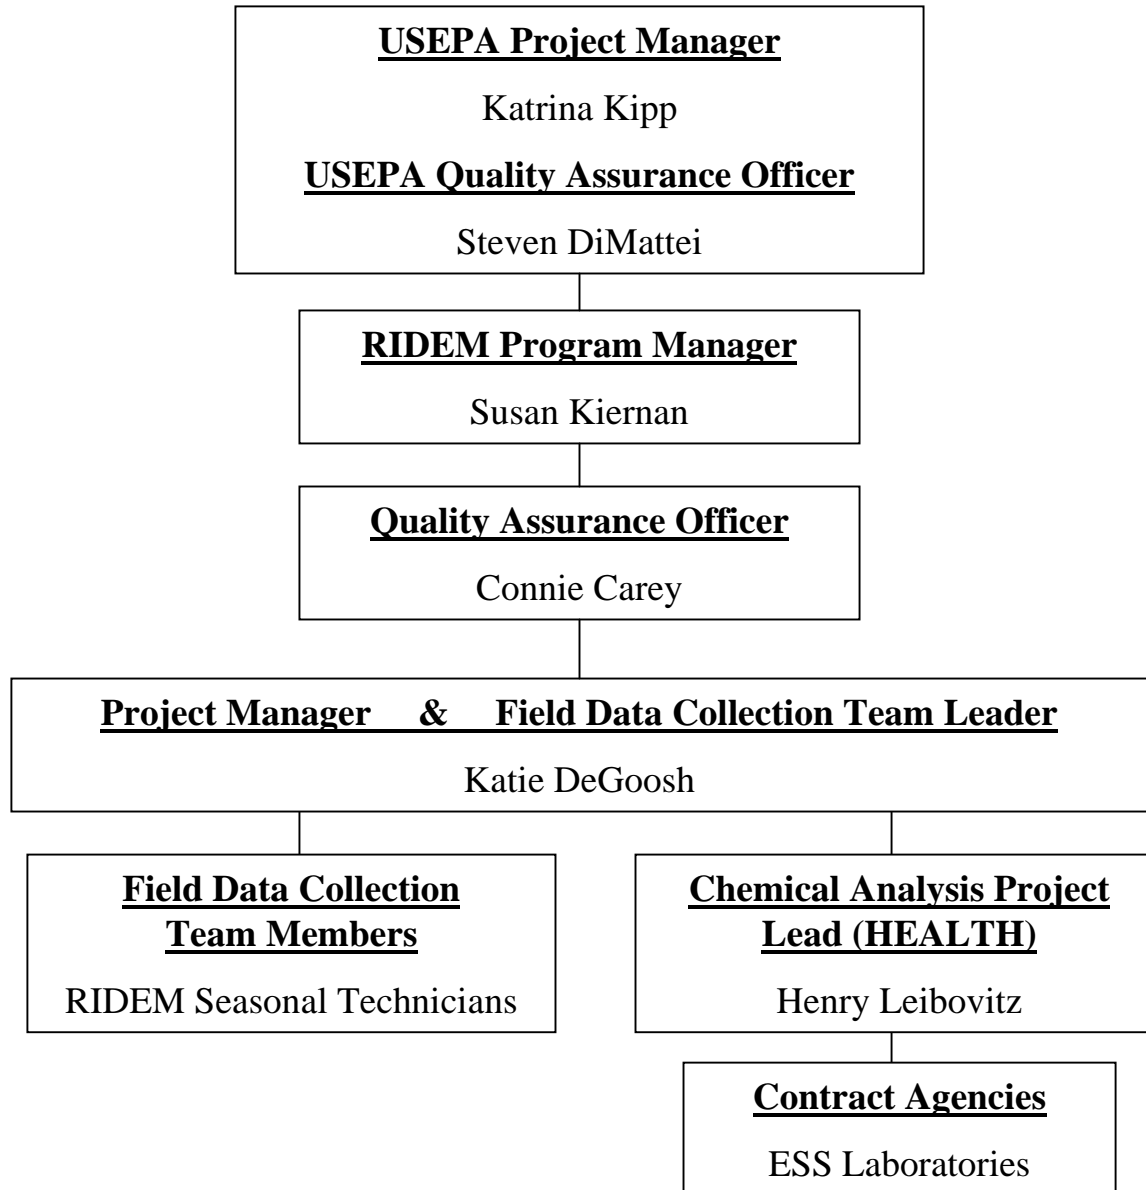 USEPA Project Manager
Katrina Kipp
USEPA Quality Assurance Officer
Steven DiMattei
RIDEM Program Manager
Susan Kiernan
Quality Assurance Officer
Connie Carey
Project Manager & Field Data Collection Team Leader
Katie DeGoosh
Field Data Collection
Team Members
RIDEM Seasonal Technicians
Chemical Analysis Project
Lead (HEALTH)
Henry Leibovitz
Contract Agencies
ESS Laboratories